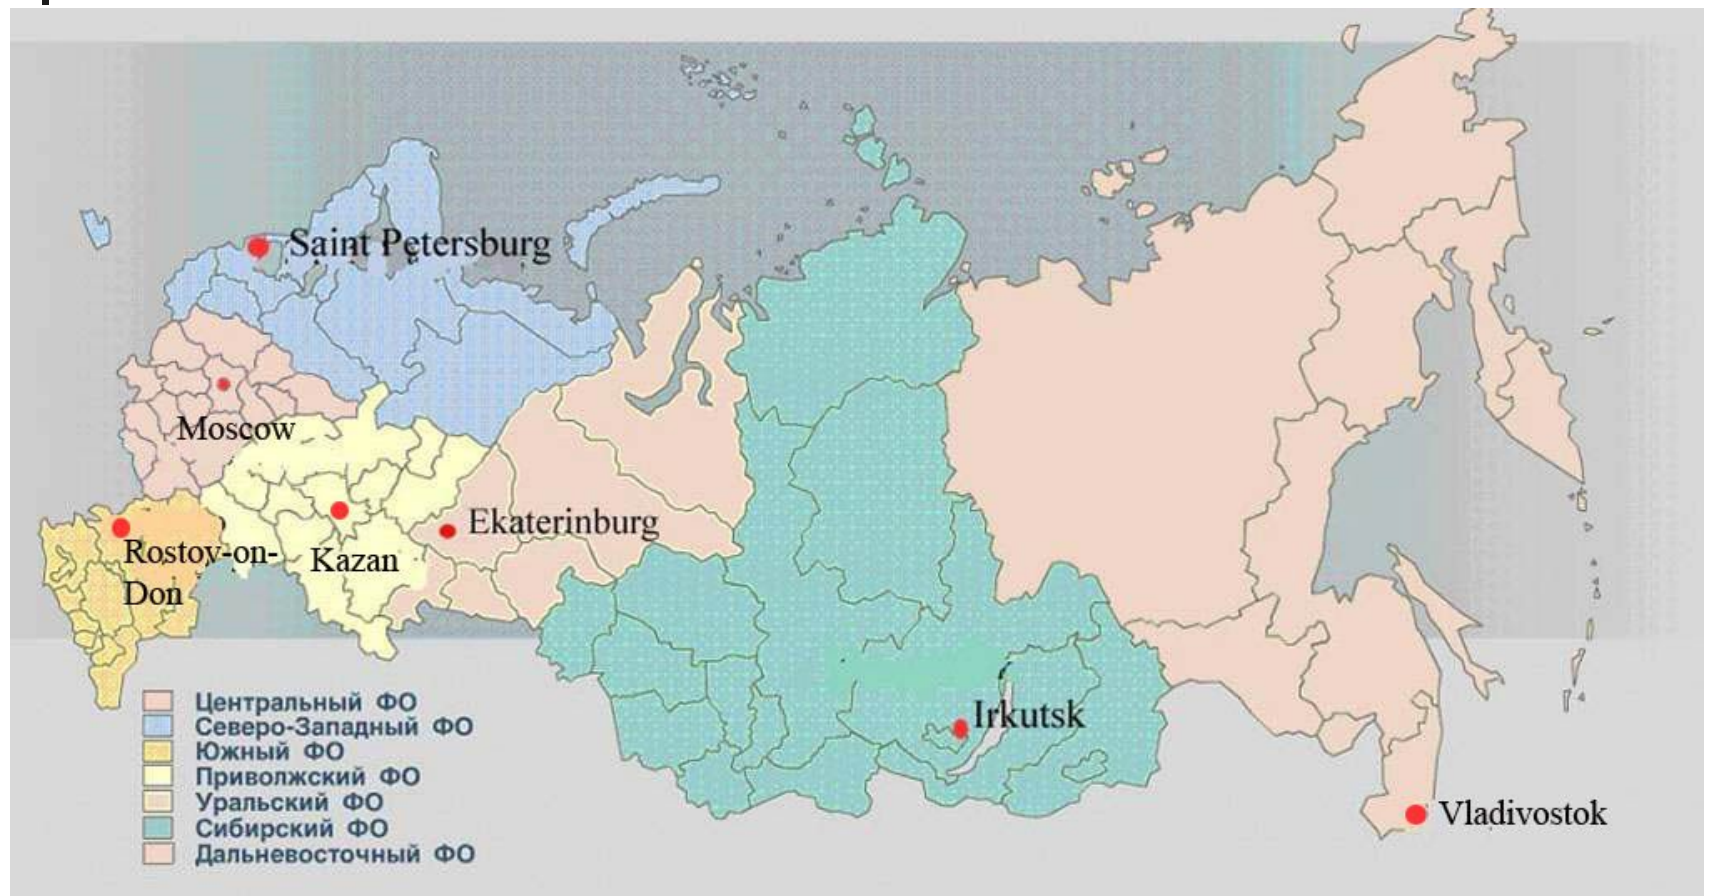 Saint Petersburg
Moscow
Ekaterinburg
Rostov-on-
Don
Kazan
Irkutsk
Vladivostok
Центральный ФО
Северо-Западный ФО
Южный ФО
Приволжский ФО
Уральский ФО
Сибирский ФО
Дальневосточный ФО